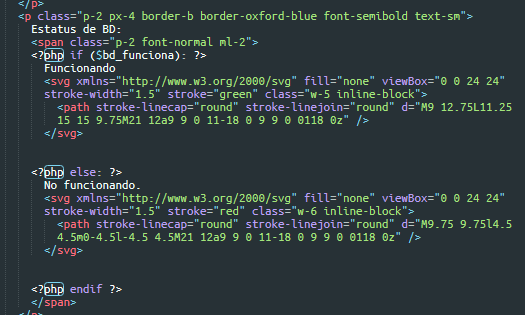 </p>
<p class="p-2 px-4 border-b border-oxford-blue font-semibold text-sm">
Estatus de BD:
<span class="p-2 font-normal ml-2">
<?php if ($bd_funciona): ?>
Funcionando
<svg xmlns="http://www.w3.org/2000/svg" fill="none" viewBox="0 0 24 24"
stroke-width="1.5" stroke="green" class="w-5 inline-block">
<path stroke-linecap="round" stroke-linejoin="round" d="M9 12.75L11.25
15 15 9.75M21 12a9 9 0 11-18 0 9 9 0 0118 0z" />
</svg>
<?php else: ?>
No funcionando.
<svg xmlns="http://www.w3.org/2000/svg" fill="none" viewBox="0 0 24 24"
stroke-width="1.5" stroke="red" class="w-6 inline-block">
<path stroke-linecap="round" stroke-linejoin="round" d="M9.75 9.75l4.5
4.5m0-4.5l-4.5 4.5M21 12a9 9 0 11-18 0 9 9 0 0118 0z" />
</svg>
<?php endif ?>
</span>
</p>